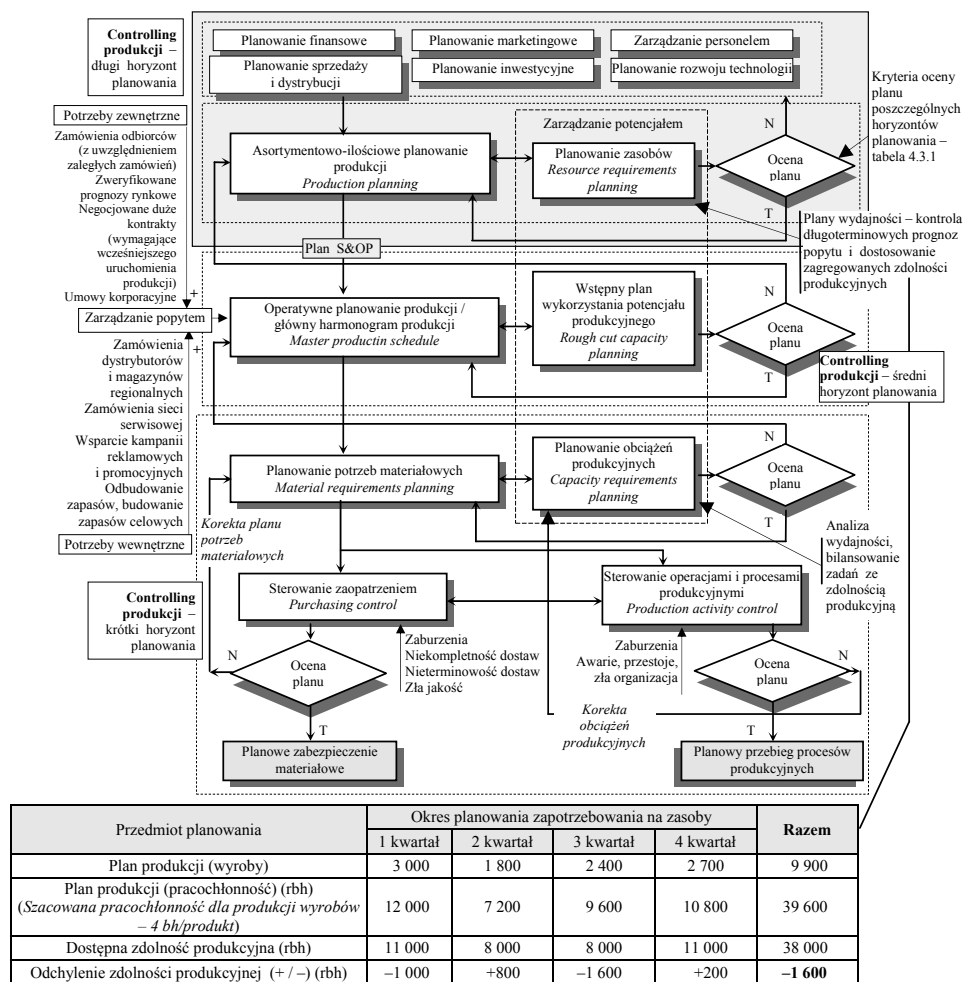 Controlling
produkcji –
długi horyzont
planowania
Planowanie finansowe
Planowanie marketingowe
Zarządzanie personelem
Planowanie sprzedaży
i dystrybucji
Planowanie inwestycyjne
Planowanie rozwoju technologii
Kryteria oceny
planu
poszczególnych
horyzontów
planowania –
tabela 4.3.1
Potrzeby zewnętrzne
Zamówienia odbiorców
(z uwzględnieniem
zaległych zamówień)
Zweryfikowane
prognozy rynkowe
Negocjowane duże
kontrakty
(wymagające
wcześniejszego
uruchomienia
produkcji)
Umowy korporacyjne
+
Zarządzanie potencjałem
Asortymentowo-ilościowe planowanie
produkcji
Production planning
Planowanie zasobów
Resource requirements
planning
N
Ocena
planu
T
Plany wydajności – kontrola
długoterminowych prognoz
popytu i dostosowanie
zagregowanych zdolności
produkcyjnych
Plan S&OP
Zarządzanie popytem
Operatywne planowanie produkcji /
główny harmonogram produkcji
Master productin schedule
Wstępny plan
wykorzystania potencjału
produkcyjnego
Rough cut capacity
planning
N
Ocena
planu
T
Controlling
produkcji – średni
horyzont planowania
+
Zamówienia
dystrybutorów
i magazynów
regionalnych
Zamówienia sieci
serwisowej
Wsparcie kampanii
reklamowych
i promocyjnych
Odbudowanie
zapasów, budowanie
zapasów celowych
Potrzeby wewnętrzne
Planowanie potrzeb materiałowych
Material requirements planning
Planowanie obciążeń
produkcyjnych
Capacity requirements
planning
N
Ocena
planu
T
Analiza
wydajności,
bilansowanie
zadań ze
zdolnością
produkcyjną
Korekta planu
potrzeb
materiałowych
Controlling
produkcji –
krótki horyzont
planowania
Sterowanie zaopatrzeniem
Purchasing control
Sterowanie operacjami i procesami
produkcyjnymi
Production activity control
N
Ocena
planu
T
Zaburzenia
Niekompletność dostaw
Nieterminowość dostaw
Zła jakość
Zaburzenia
Awarie, przestoje,
zła organizacja
Ocena
planu
N
T
Korekta
obciążeń
produkcyjnych
Planowe zabezpieczenie
materiałowe
Planowy przebieg procesów
produkcyjnych
Przedmiot planowania
Okres planowania zapotrzebowania na zasoby
Razem
1 kwartał 2 kwartał 3 kwartał 4 kwartał
Plan produkcji (wyroby) 3 000 1 800 2 400 2 700 9 900
Plan produkcji (pracochłonność) (rbh)
(Szacowana pracochłonność dla produkcji wyrobów
– 4 bh/produkt)
12 000 7 200 9 600 10 800 39 600
Dostępna zdolność produkcyjna (rbh) 11 000 8 000 8 000 11 000 38 000
Odchylenie zdolności produkcyjnej (+ / –) (rbh) –1 000 +800 –1 600 +200 –1 600